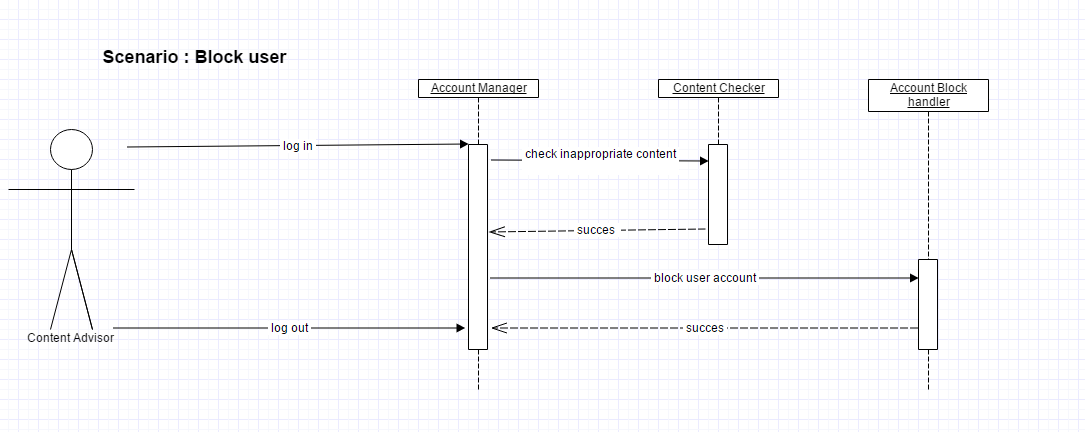 Scenario : Block user
Account Manager
Content Checker
Account Block
handler
log in
check inappropriate content
succes
block user account
log out
succes
Content Advisor